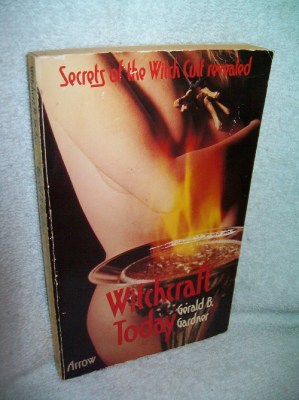 Secrets of the Witch Cult revealed
Witchcraft
Today
Gerald B.
Gardner
Arrow